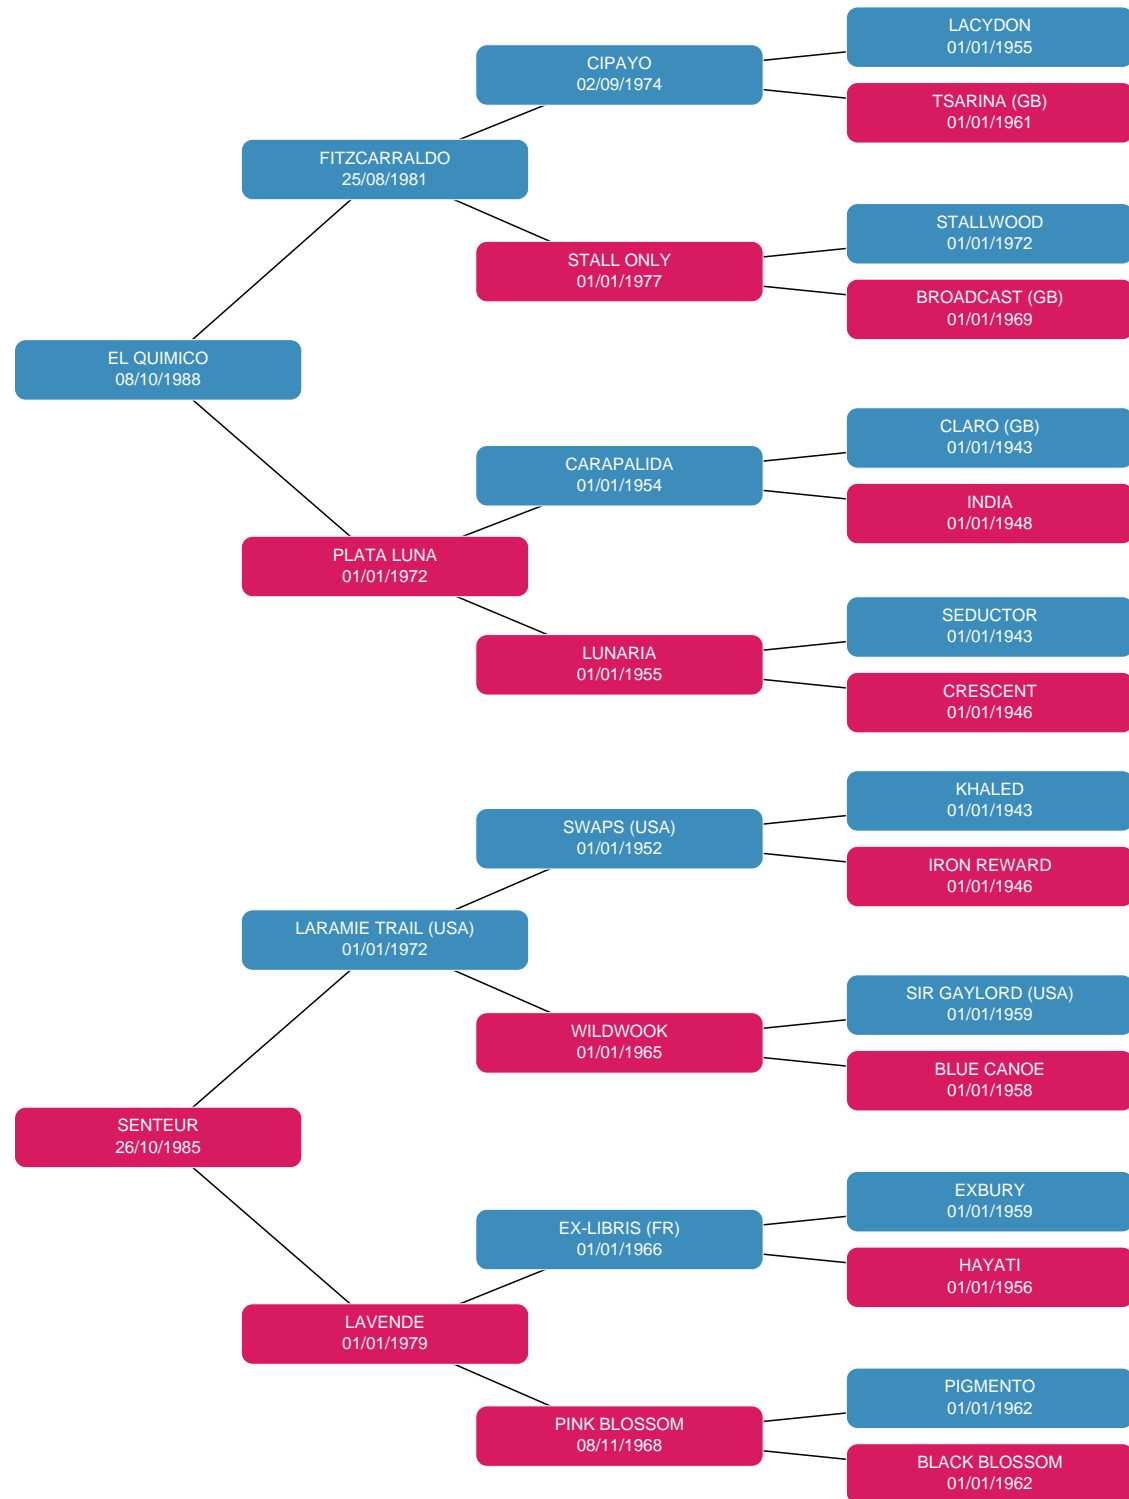 LACYDON
01/01/1955
CIPAYO
02/09/1974
TSARINA (GB)
01/01/1961
FITZCARRALDO
25/08/1981
STALLWOOD
01/01/1972
STALL ONLY
01/01/1977
BROADCAST (GB)
01/01/1969
EL QUIMICO
08/10/1988
CLARO (GB)
01/01/1943
CARAPALIDA
01/01/1954
INDIA
01/01/1948
PLATA LUNA
01/01/1972
SEDUCTOR
01/01/1943
LUNARIA
01/01/1955
CRESCENT
01/01/1946
KHALED
01/01/1943
SWAPS (USA)
01/01/1952
IRON REWARD
01/01/1946
LARAMIE TRAIL (USA)
01/01/1972
SIR GAYLORD (USA)
01/01/1959
WILDWOOK
01/01/1965
BLUE CANOE
01/01/1958
SENTEUR
26/10/1985
EXBURY
01/01/1959
EX-LIBRIS (FR)
01/01/1966
HAYATI
01/01/1956
LAVENDE
01/01/1979
PIGMENTO
01/01/1962
PINK BLOSSOM
08/11/1968
BLACK BLOSSOM
01/01/1962